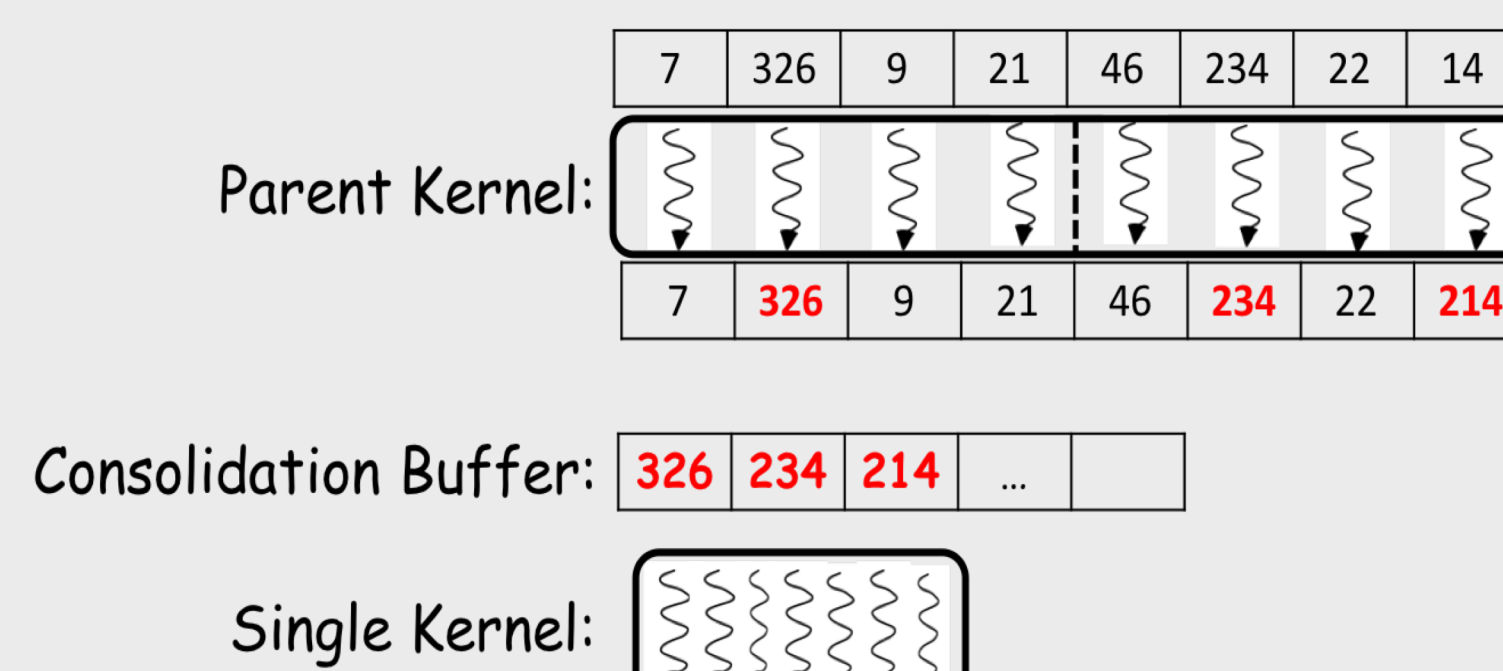 7 326 9 21 46 234 22 14
Parent Kernel:
7 326 9 21 46 234 22 214
Consolidation Buffer: 326 234 214 ...
Single Kernel: